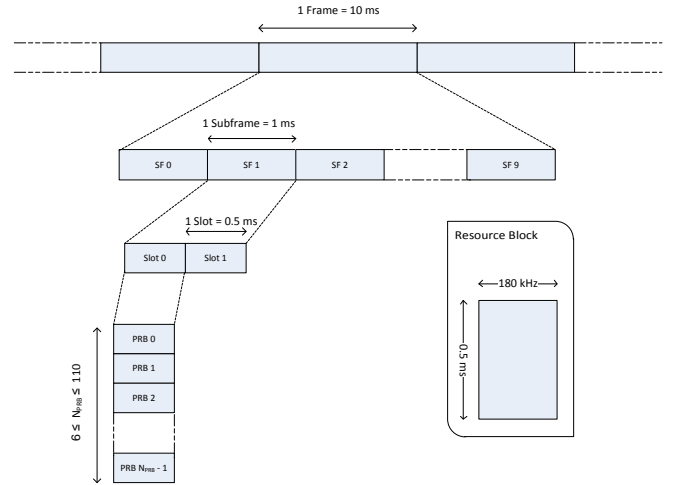 1 Frame = 10 ms
1 Subframe = 1 ms
SF 0
SF 1
SF 2
SF 9
1 Slot = 0.5 ms
Slot 0
Slot 1
Resource Block
180 kHz
0.5 ms
6 ≤ NPRB ≤ 110
PRB 0
PRB 1
PRB 2
PRB NPRB - 1